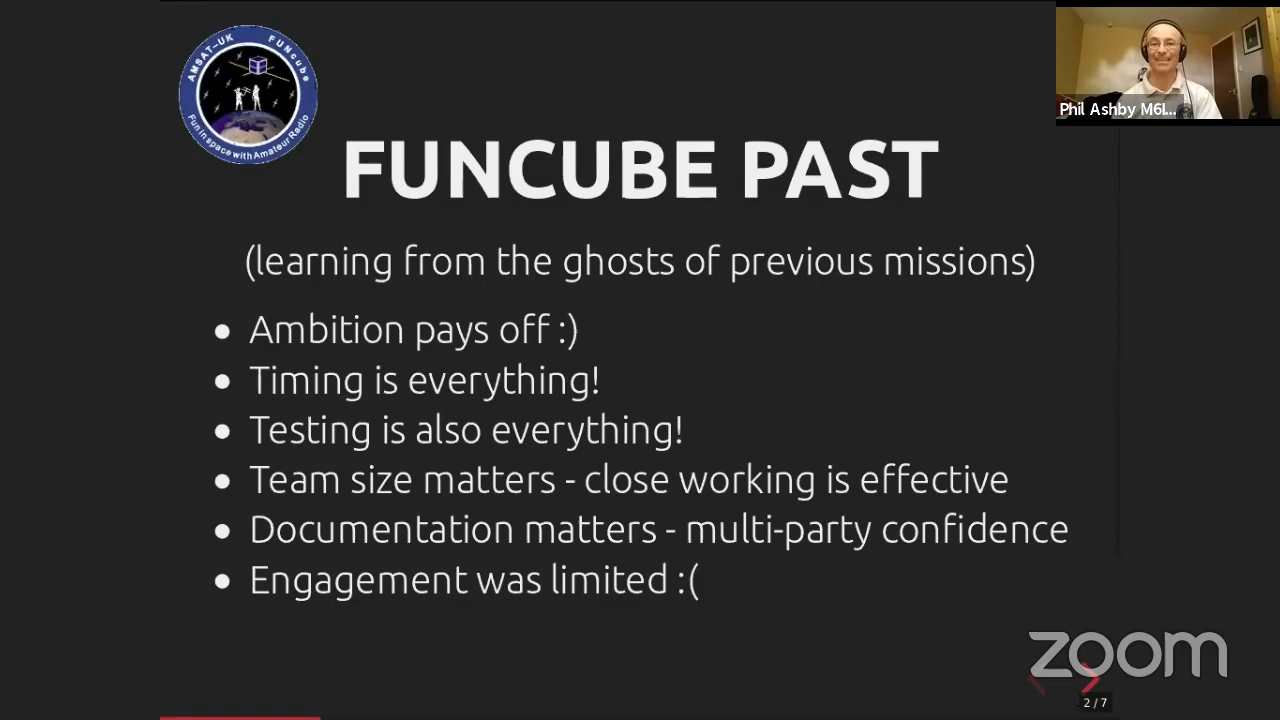 AMSAT-UK FUNcube
Fun in space with Amateur Radio
Phil Ashby M6I...
FUNCUBE PAST
(learning from the ghosts of previous missions)
• Ambition pays off :)
• Timing is everything!
• Testing is also everything!
• Team size matters - close working is effective
• Documentation matters - multi-party confidence
• Engagement was limited :(
zoom
2 / 7